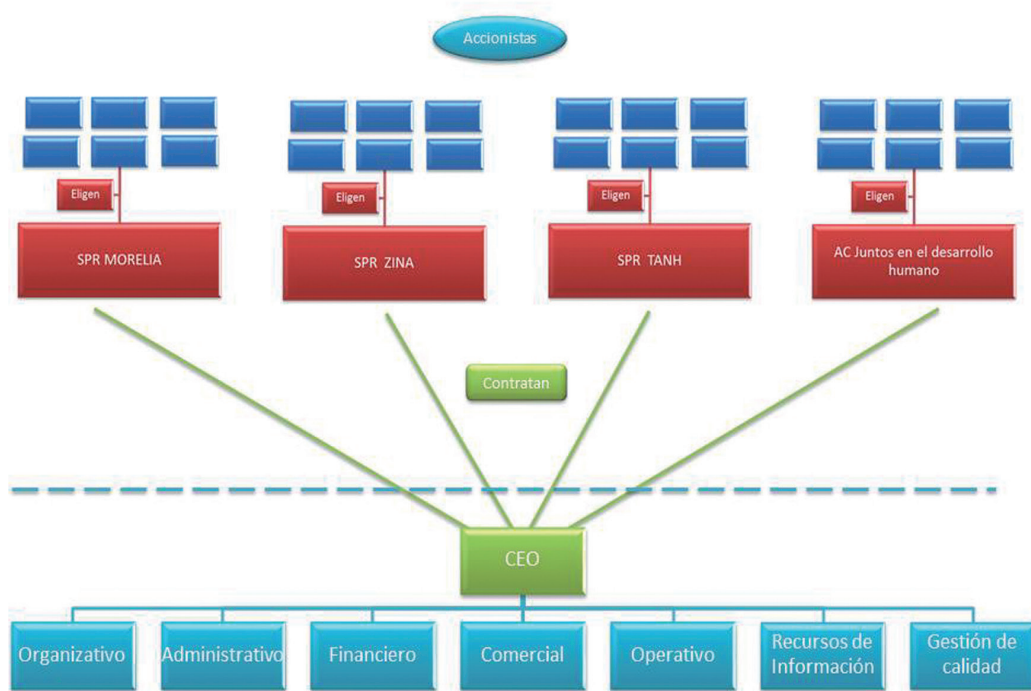 Accionistas
Eligen
Eligen
Eligen
Eligen
SPR MORELIA
SPR ZINA
SPR TANH
AC Juntos en el desarrollo
humano
Contratan
CEO
Organizativo
Administrativo
Financiero
Comercial
Operativo
Recursos de
Información
Gestión de
calidad